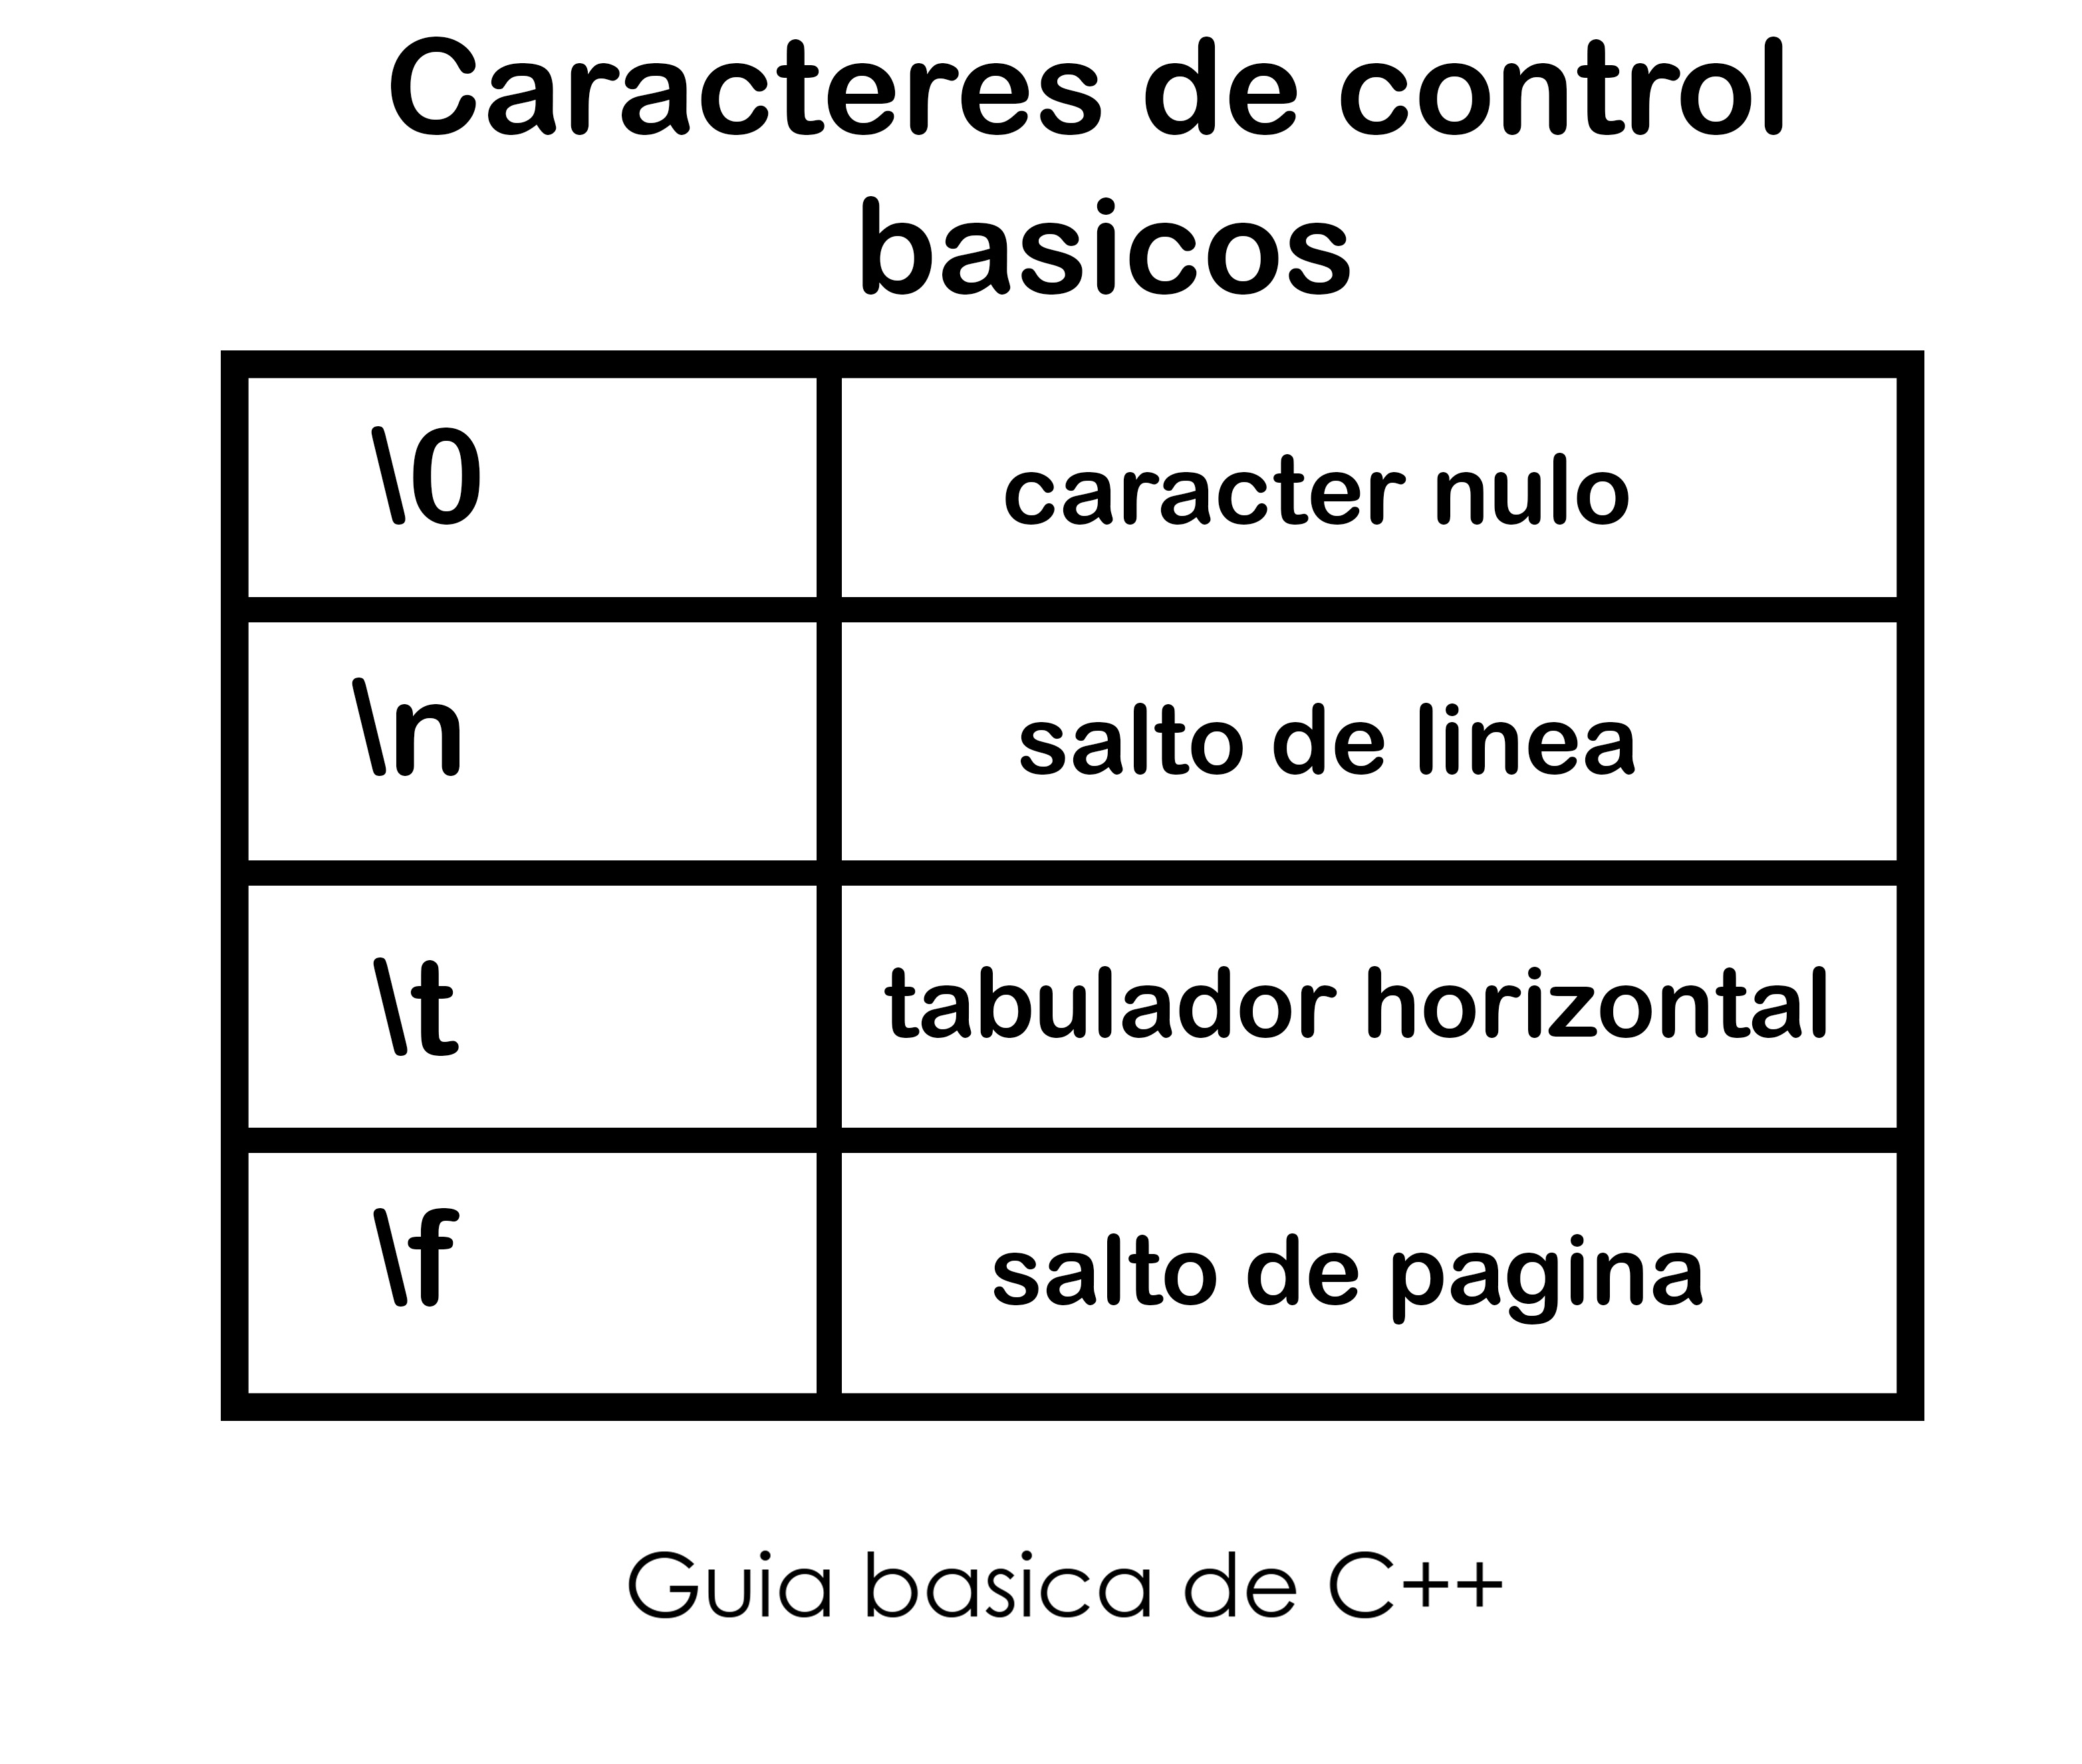 Caracteres de control
basicos
\0 caracter nulo
\n salto de linea
\t tabulador horizontal
\f salto de pagina
Guia basica de C++